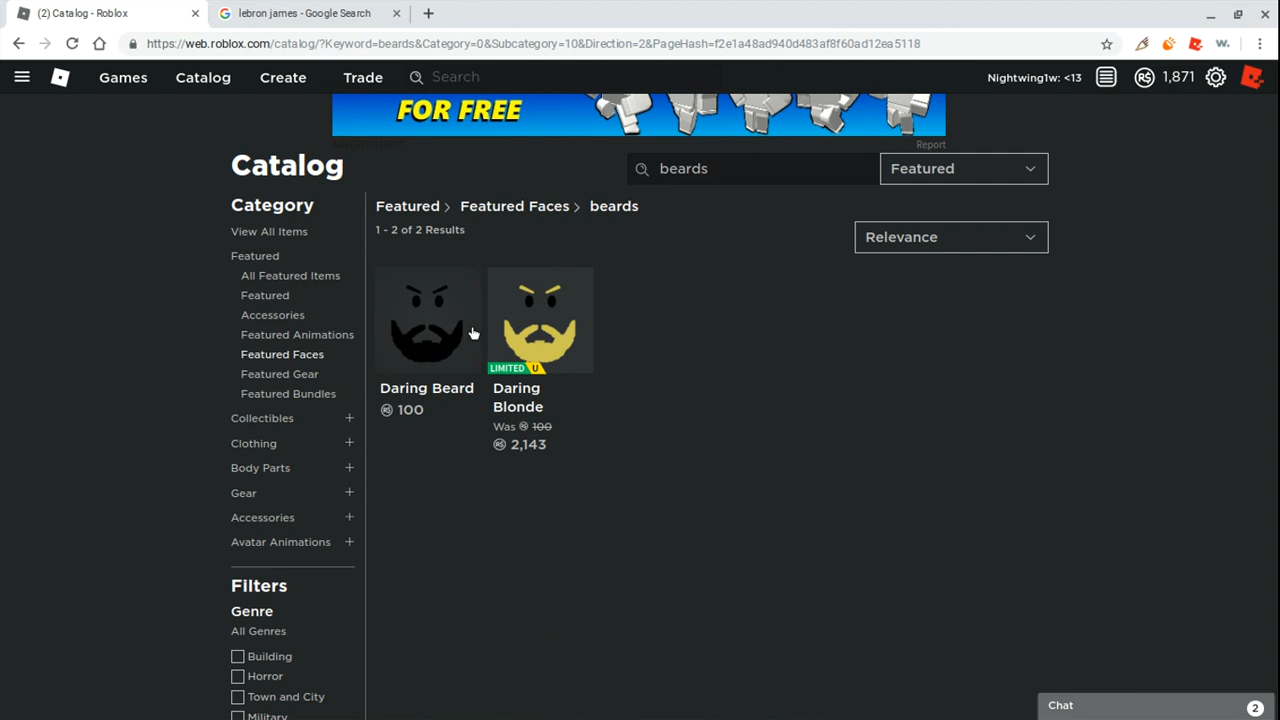 (2) Catalog - Roblox
lebron james - Google Search
https://web.roblox.com/catalog/?Keyword=beards&Category=0&Subcategory=10&Direction=2&PageHash=f2e1a48ad940d483af8f60ad12ea5118
Games Catalog Create Trade Search Nightwing1w: <13 1,871
FOR FREE
ADVERTISEMENT Report
Catalog beards Featured
Category
View All Items
Featured
All Featured Items
Featured
Accessories
Featured Animations
Featured Faces
Featured Gear
Featured Bundles
Collectibles +
Clothing +
Body Parts +
Gear +
Accessories +
Avatar Animations +
Filters
Genre
All Genres
Building
Horror
Town and City
Military
Featured > Featured Faces > beards
1 - 2 of 2 Results
Relevance
Daring Beard
R$ 100
LIMITED U
Daring
Blonde
Was R$ 100
R$ 2,143
Chat 2